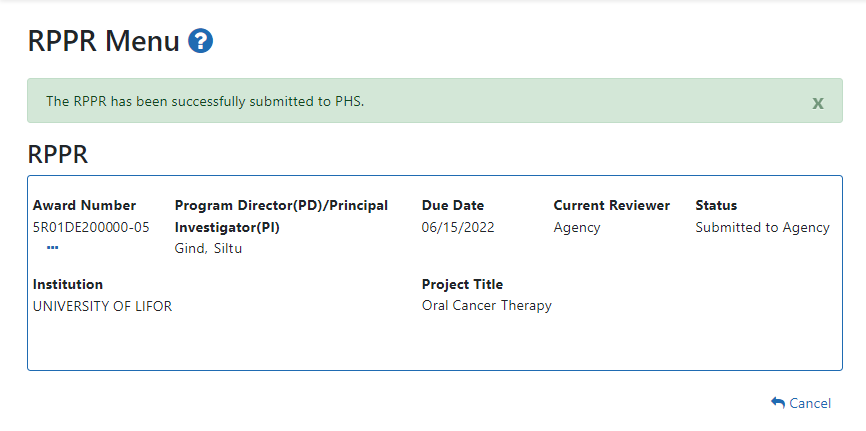 RPPR Menu ?
The RPPR has been successfully submitted to PHS. x
RPPR
Award Number Program Director(PD)/Principal Due Date Current Reviewer Status
5R01DE200000-05 Investigator(PI) 06/15/2022 Agency Submitted to Agency
... Gind, Siltu
Institution Project Title
UNIVERSITY OF LIFOR Oral Cancer Therapy
Cancel